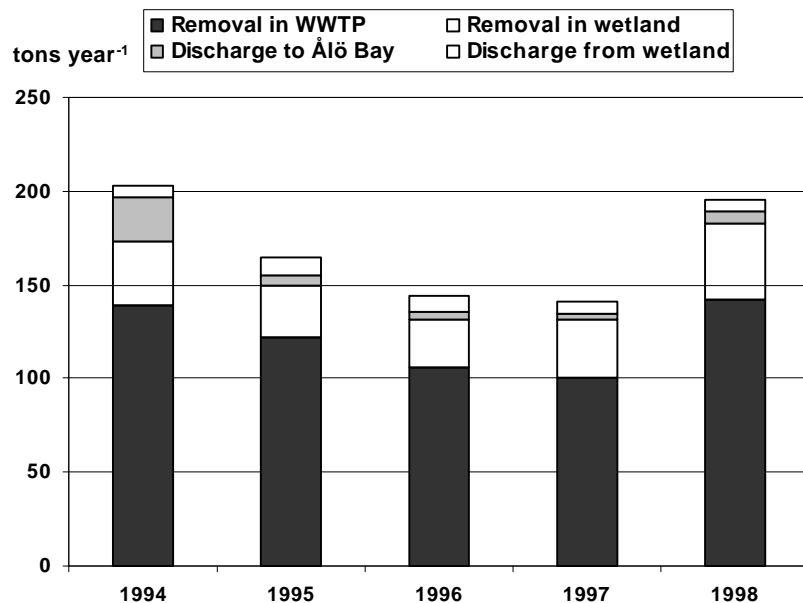 Removal in WWTP Removal in wetland
Discharge to Ålö Bay Discharge from wetland
tons year⁻¹
250
200
150
100
50
0
1994 1995 1996 1997 1998